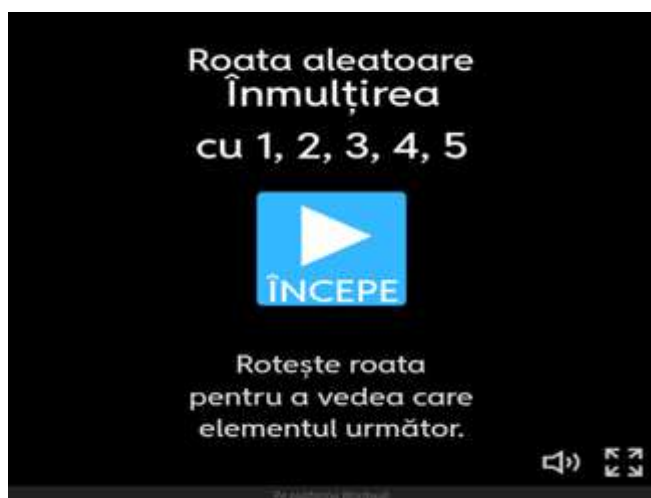 Roata aleatoare
Înmulțirea
cu 1, 2, 3, 4, 5
ÎNCEPE
Rotește roata
pentru a vedea care
elementul următor.